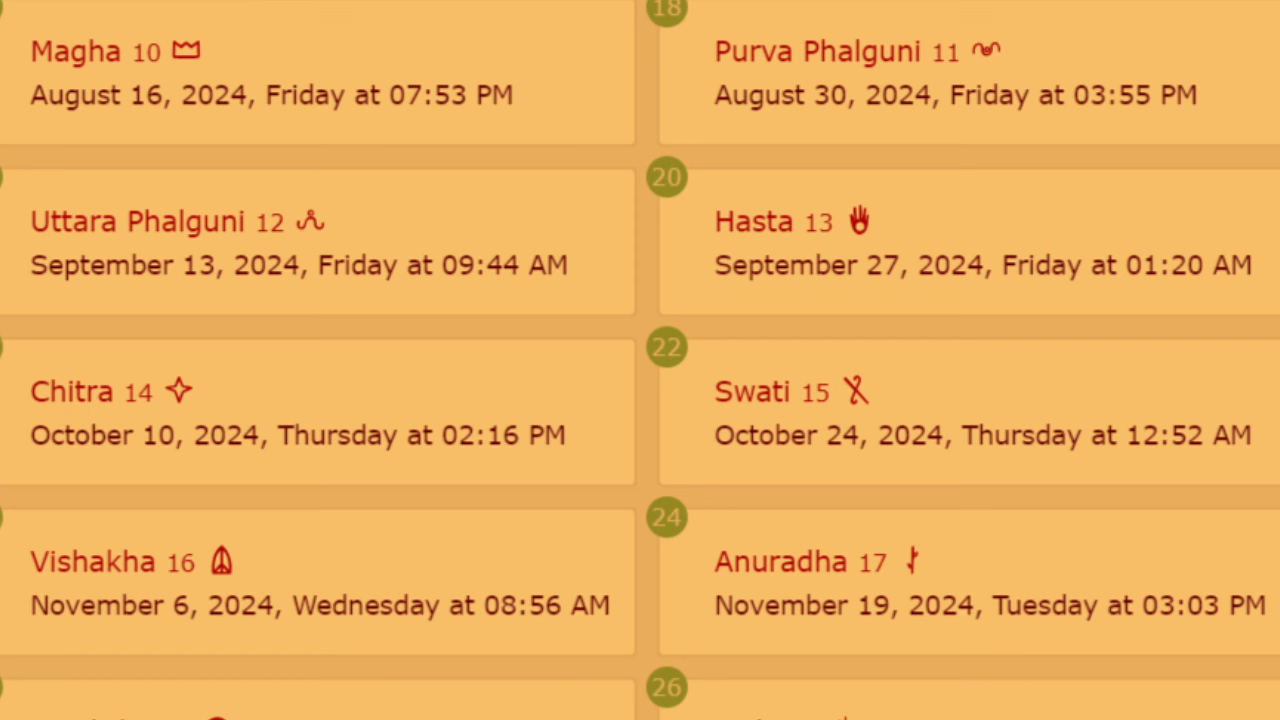 18
Magha 10
August 16, 2024, Friday at 07:53 PM
Purva Phalguni 11
August 30, 2024, Friday at 03:55 PM
20
Uttara Phalguni 12
September 13, 2024, Friday at 09:44 AM
Hasta 13
September 27, 2024, Friday at 01:20 AM
22
Chitra 14
October 10, 2024, Thursday at 02:16 PM
Swati 15
October 24, 2024, Thursday at 12:52 AM
24
Vishakha 16
November 6, 2024, Wednesday at 08:56 AM
Anuradha 17
November 19, 2024, Tuesday at 03:03 PM
26